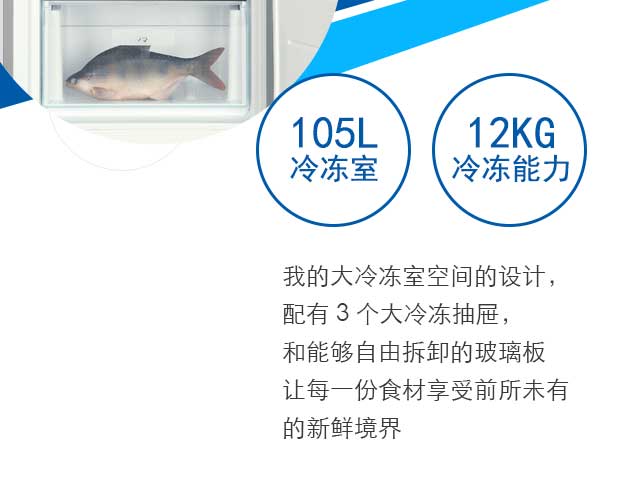 105L
冷冻室
12KG
冷冻能力
我的大冷冻室空间的设计，
配有 3 个大冷冻抽屉，
和能够自由拆卸的玻璃板
让每一份食材享受前所未有
的新鲜境界